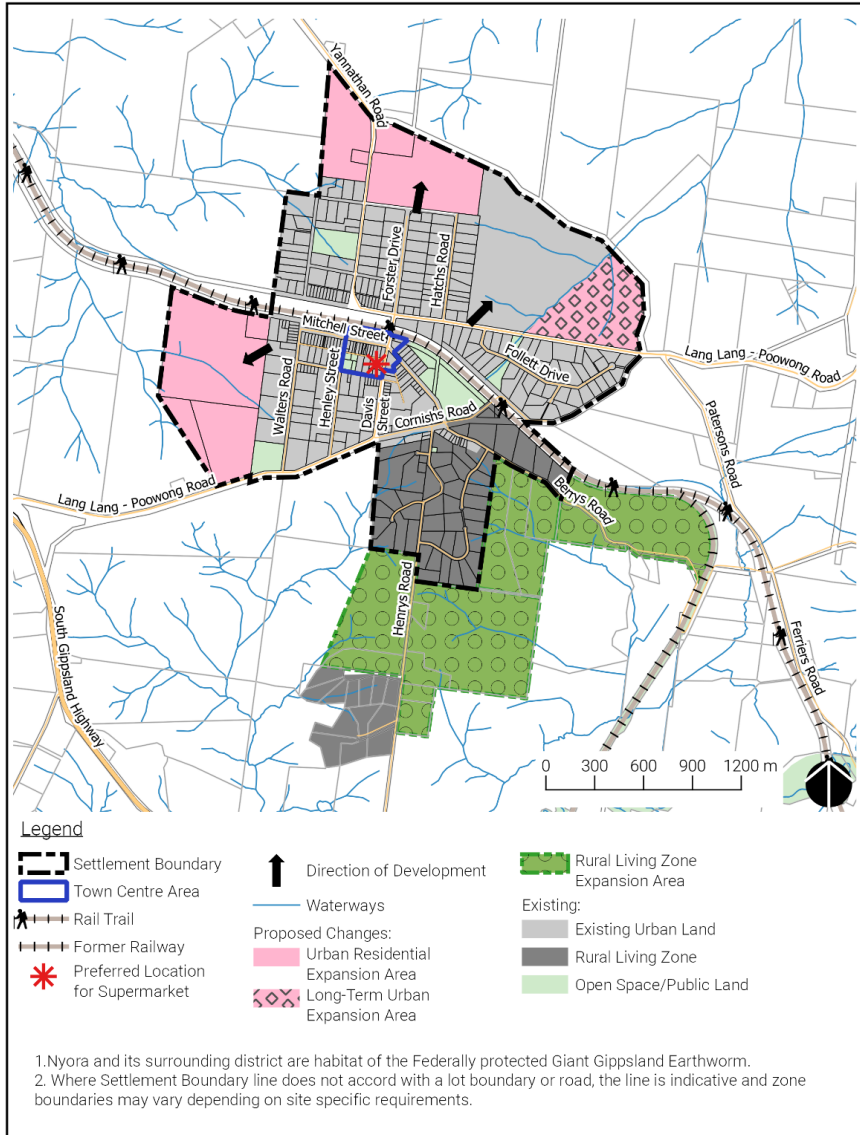 Yannathan Road
Forster Drive
Hatchs Road
Mitchell Street
Follett Drive
Walters Road
Henley Street
Davis
Street
Cornishs Road
Lang Lang - Poowong Road
Patersons Road
Lang Lang - Poowong Road
Berrys Road
Henrys Road
South Gippsland Highway
Ferriers Road
0 300 600 900 1200 m
Legend
Settlement Boundary
Town Centre Area
Rail Trail
Former Railway
Preferred Location
for Supermarket
Direction of Development
Waterways
Proposed Changes:
Urban Residential
Expansion Area
Long-Term Urban
Expansion Area
Rural Living Zone
Expansion Area
Existing:
Existing Urban Land
Rural Living Zone
Open Space/Public Land
1.Nyora and its surrounding district are habitat of the Federally protected Giant Gippsland Earthworm.
2. Where Settlement Boundary line does not accord with a lot boundary or road, the line is indicative and zone
boundaries may vary depending on site specific requirements.